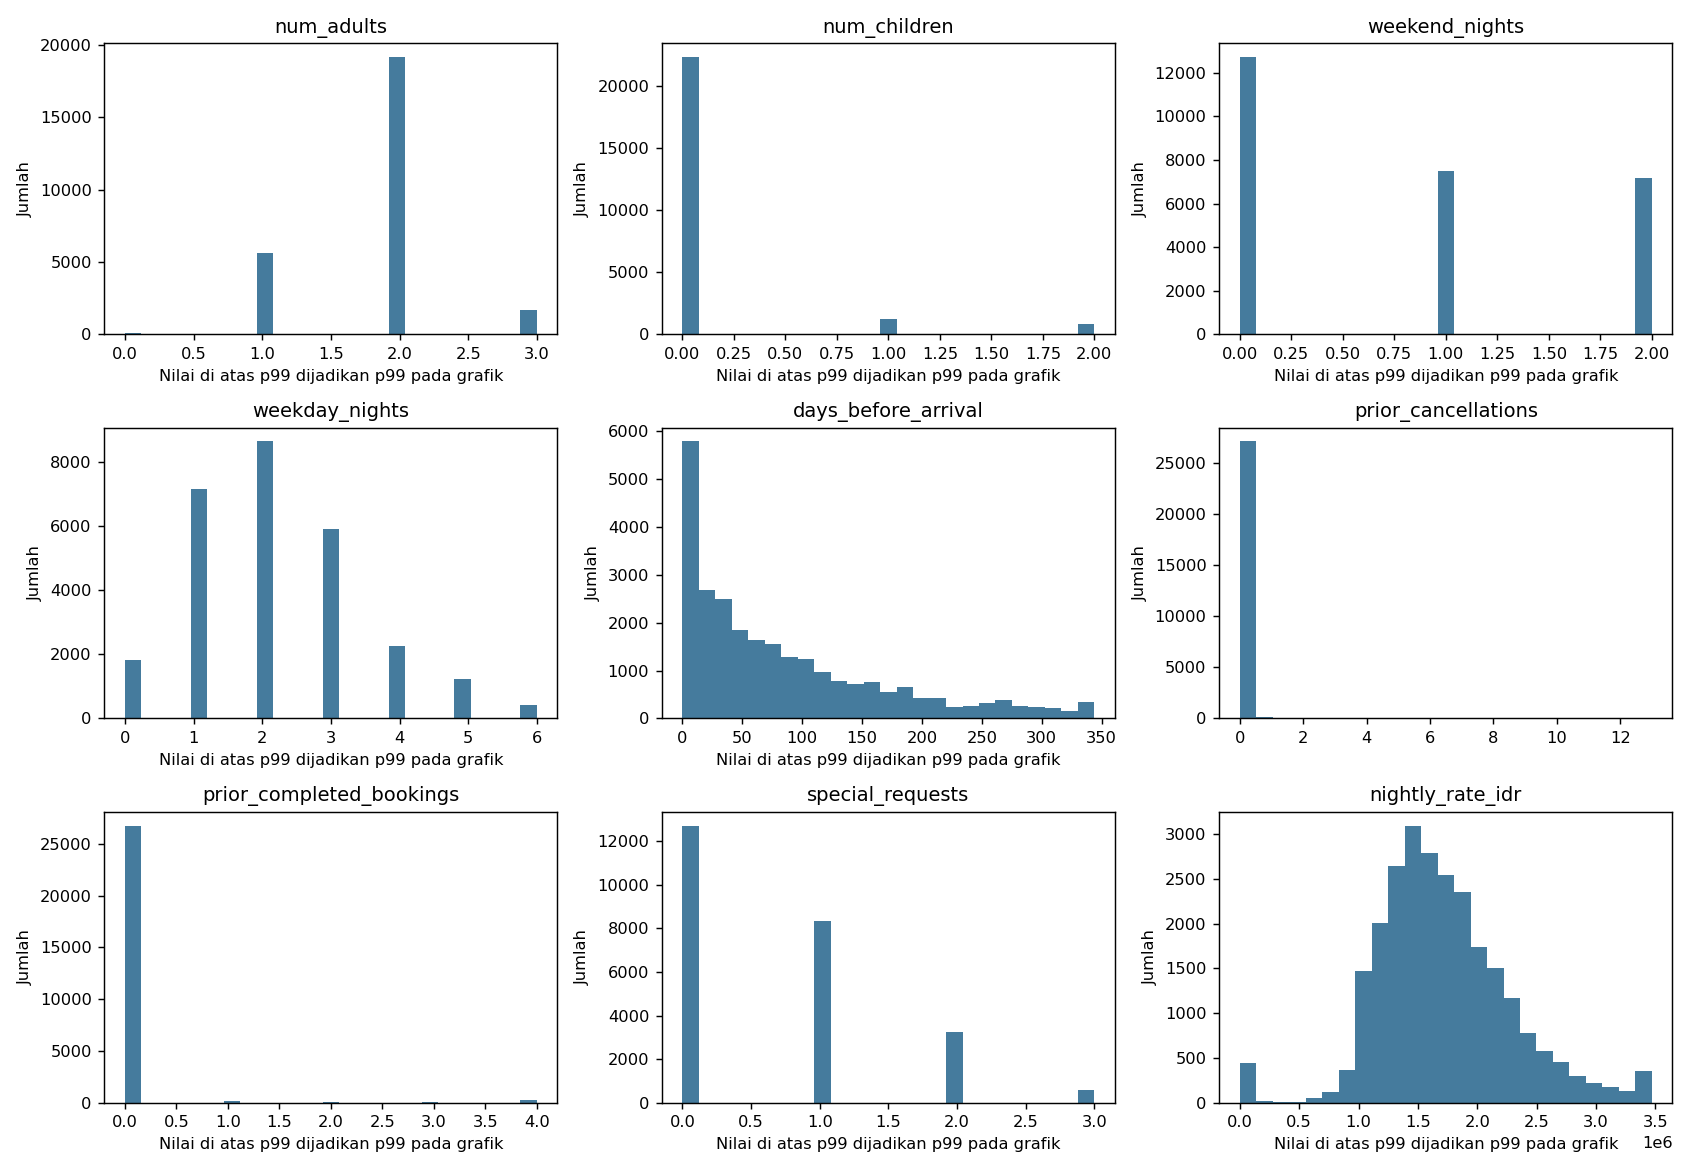 num_adults
20000
15000
10000
5000
0
Jumlah
0.0 0.5 1.0 1.5 2.0 2.5 3.0
Nilai di atas p99 dijadikan p99 pada grafik
num_children
20000
15000
10000
5000
0
Jumlah
0.00 0.25 0.50 0.75 1.00 1.25 1.50 1.75 2.00
Nilai di atas p99 dijadikan p99 pada grafik
weekend_nights
12000
10000
8000
6000
4000
2000
0
Jumlah
0.00 0.25 0.50 0.75 1.00 1.25 1.50 1.75 2.00
Nilai di atas p99 dijadikan p99 pada grafik
weekday_nights
8000
6000
4000
2000
0
Jumlah
0 1 2 3 4 5 6
Nilai di atas p99 dijadikan p99 pada grafik
days_before_arrival
6000
5000
4000
3000
2000
1000
0
Jumlah
0 50 100 150 200 250 300 350
Nilai di atas p99 dijadikan p99 pada grafik
prior_cancellations
25000
20000
15000
10000
5000
0
Jumlah
0 2 4 6 8 10 12
Nilai di atas p99 dijadikan p99 pada grafik
prior_completed_bookings
25000
20000
15000
10000
5000
0
Jumlah
0.0 0.5 1.0 1.5 2.0 2.5 3.0 3.5 4.0
Nilai di atas p99 dijadikan p99 pada grafik
special_requests
12000
10000
8000
6000
4000
2000
0
Jumlah
0.0 0.5 1.0 1.5 2.0 2.5 3.0
Nilai di atas p99 dijadikan p99 pada grafik
nightly_rate_idr
3000
2500
2000
1500
1000
500
0
Jumlah
0.0 0.5 1.0 1.5 2.0 2.5 3.0 3.5
Nilai di atas p99 dijadikan p99 pada grafik
1e6